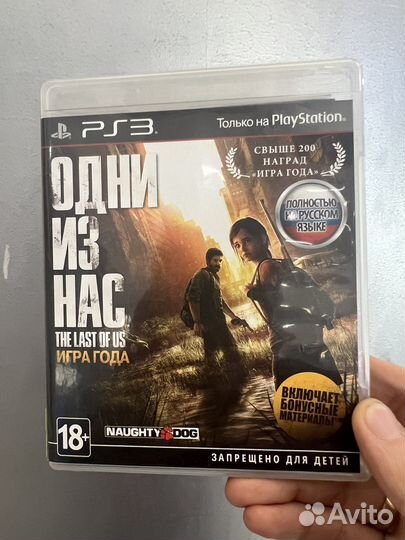 PS3
Только на PlayStation®
СВЫШЕ 200
НАГРАД
«ИГРА ГОДА»
ПОЛНОСТЬЮ
НА РУССКОМ
ЯЗЫКЕ
ОДНИ
ИЗ
НАС
THE LAST OF US
ИГРА ГОДА
ВКЛЮЧАЕТ
БОНУСНЫЕ
МАТЕРИАЛЫ
18+
NAUGHTY DOG
ЗАПРЕЩЕНО ДЛЯ ДЕТЕЙ
Avito